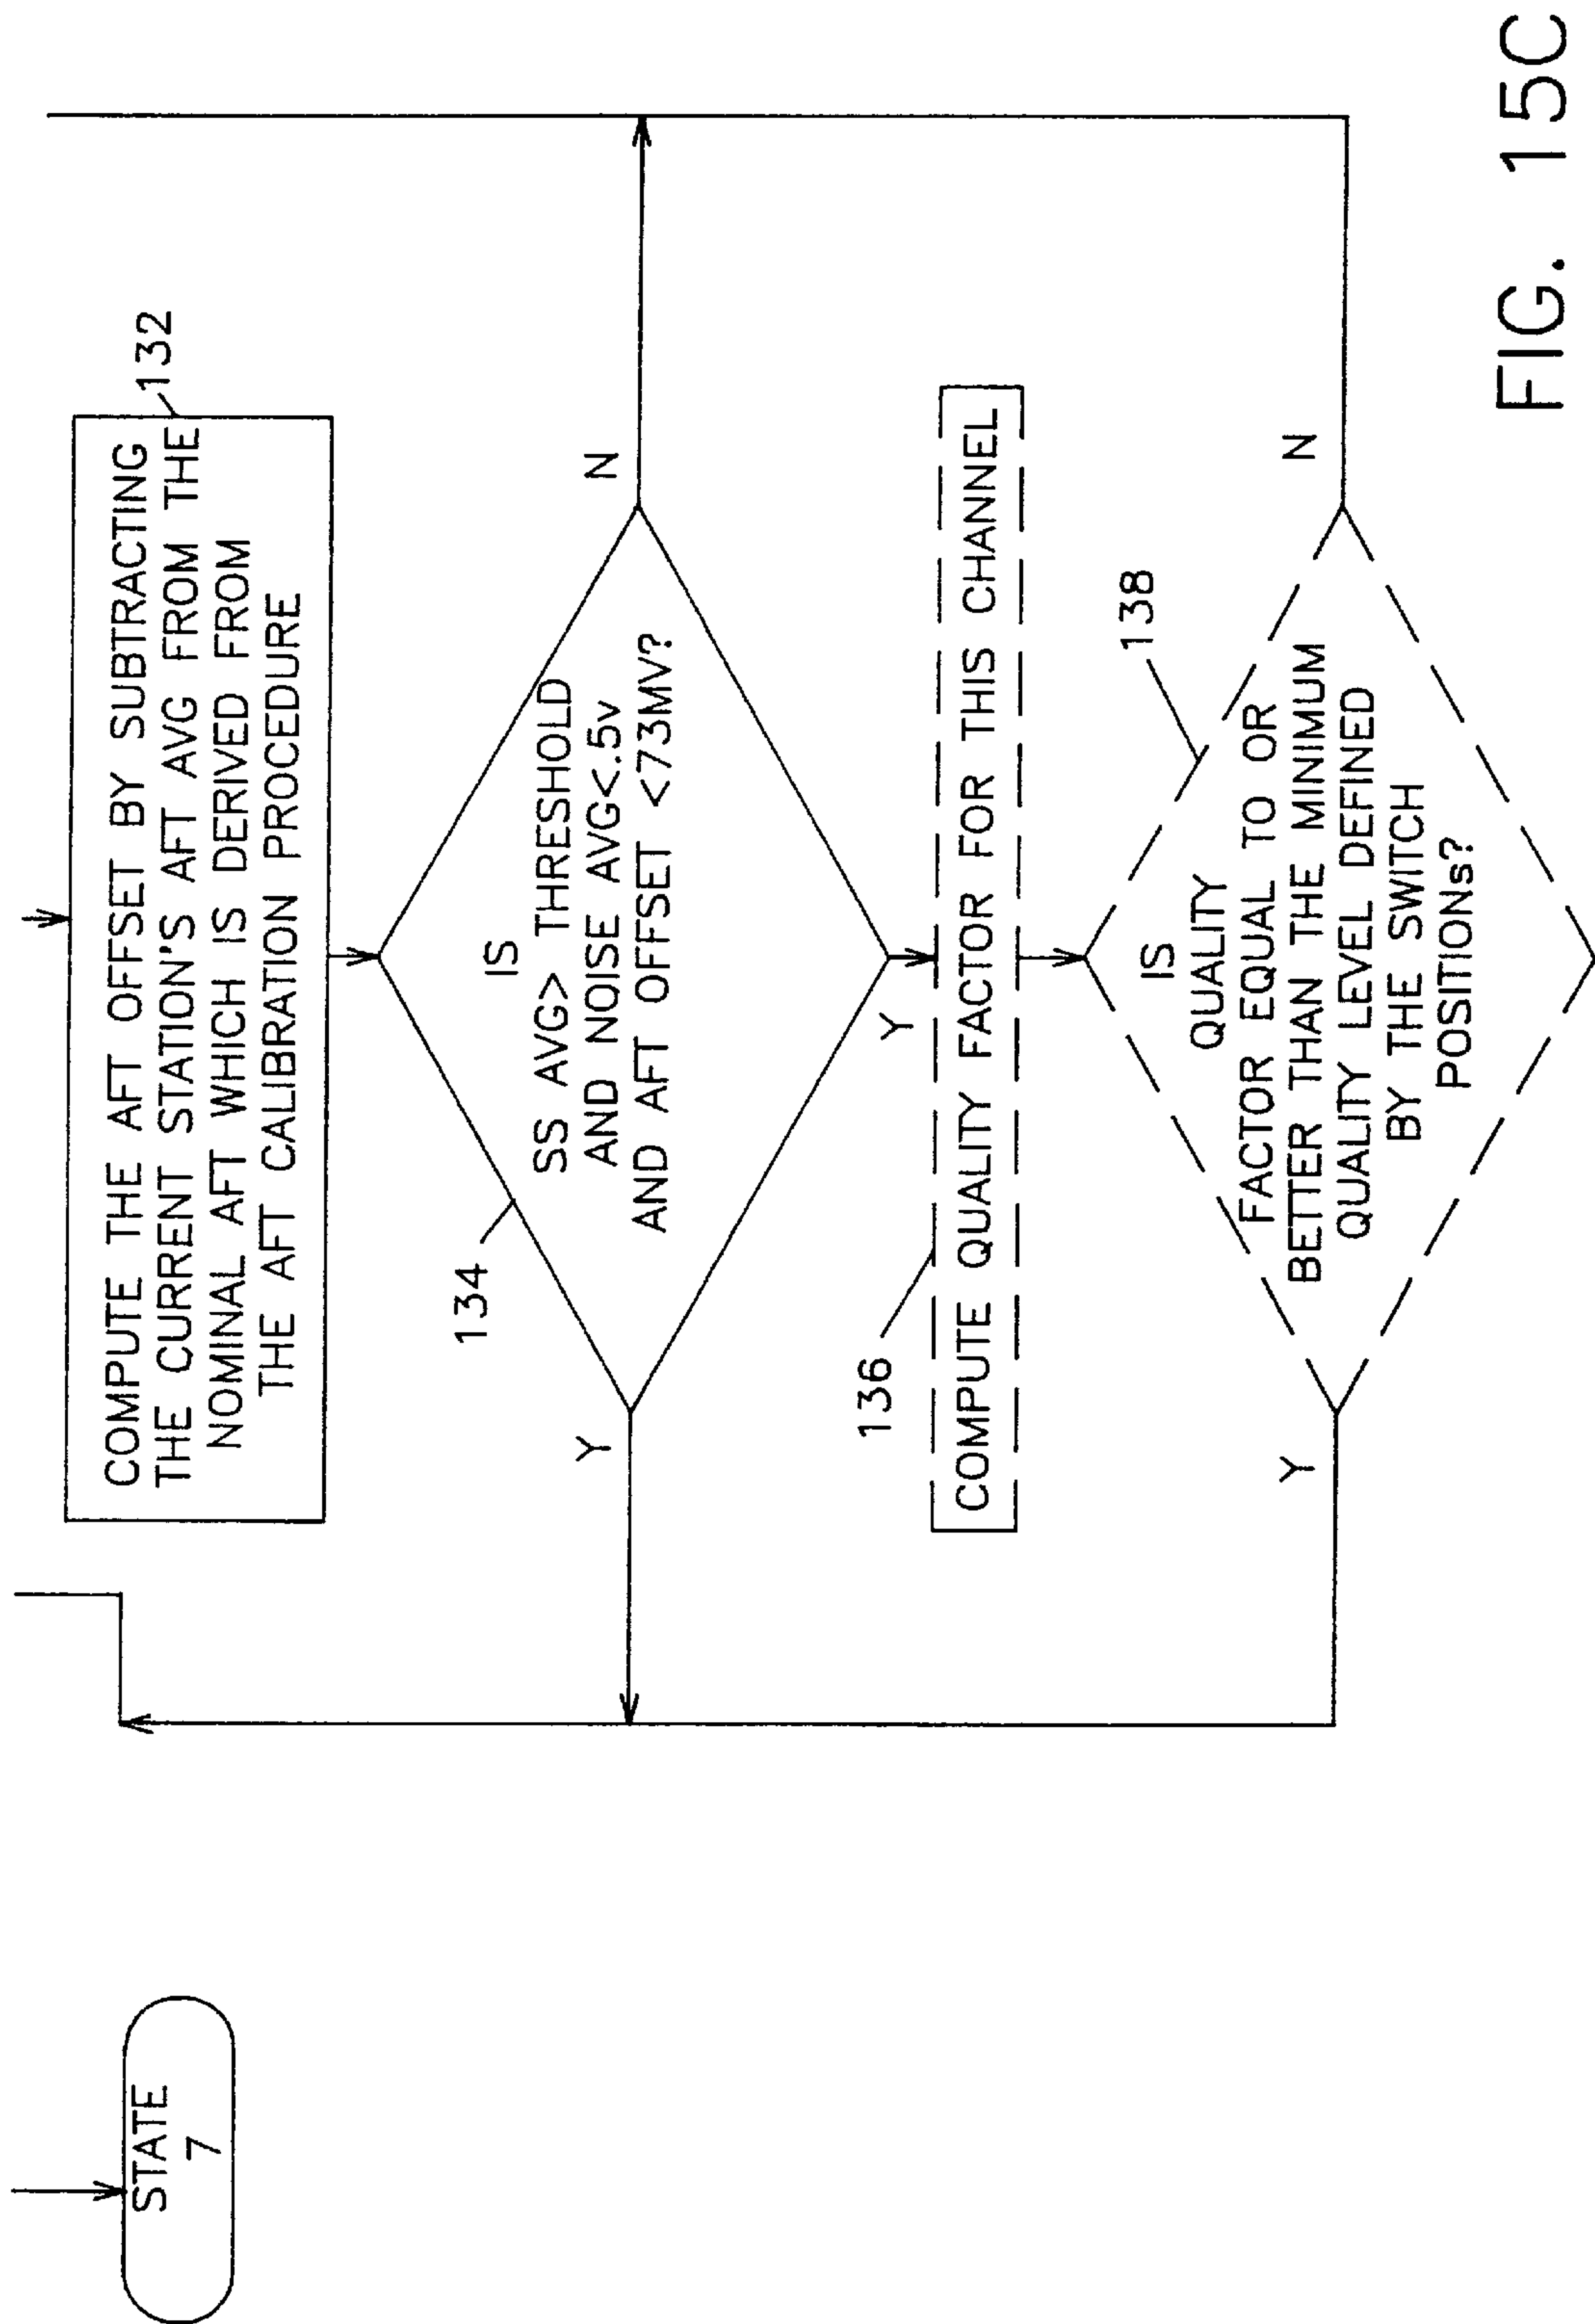 COMPUTE THE AFT OFFSET BY SUBTRACTING
THE CURRENT STATION'S AFT AVG FROM THE
NOMINAL AFT WHICH IS DERIVED FROM
THE AFT CALIBRATION PROCEDURE
132
STATE
7
134
IS
SS AVG> THRESHOLD
AND NOISE AVG<.5v
AND AFT OFFSET <73MV?
Y
N
Y
136
COMPUTE QUALITY FACTOR FOR THIS CHANNEL
138
IS
QUALITY
FACTOR EQUAL TO OR
BETTER THAN THE MINIMUM
QUALITY LEVEL DEFINED
BY THE SWITCH
POSITIONs?
Y
N
FIG. 15C